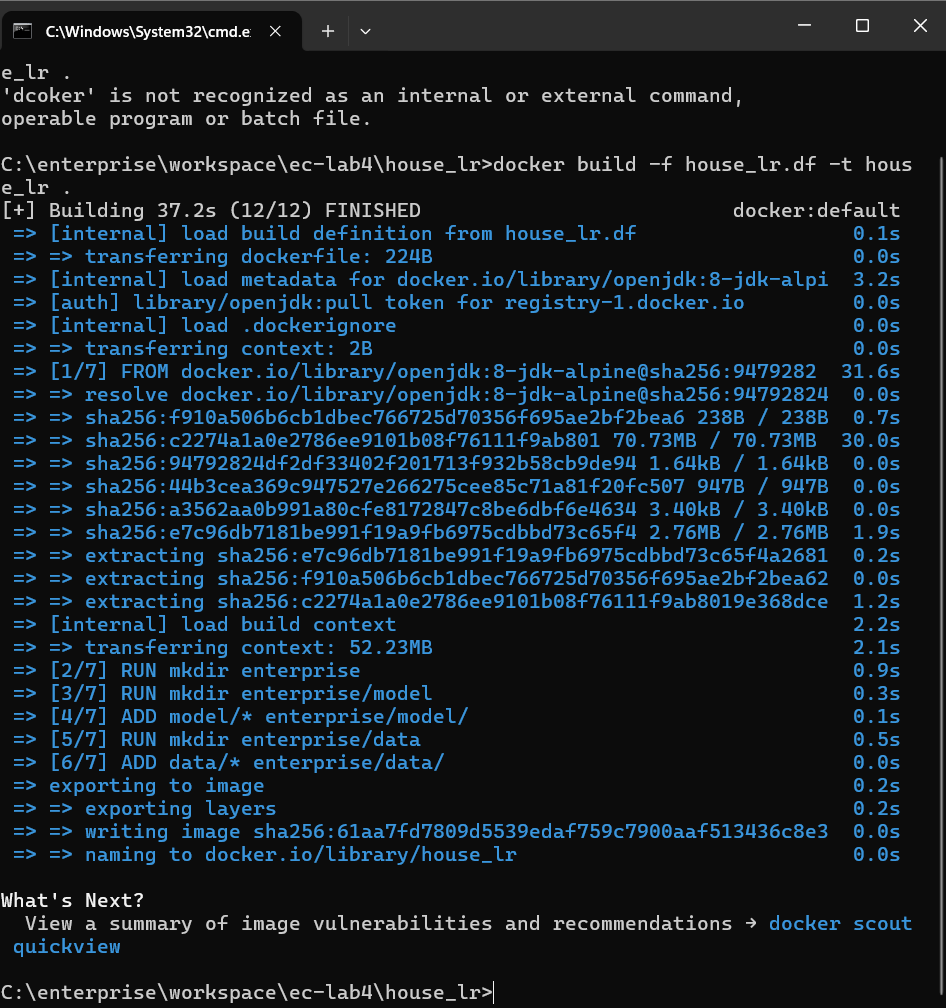 C:\Windows\System32\cmd.e
e_lr .
'dcoker' is not recognized as an internal or external command,
operable program or batch file.
C:\enterprise\workspace\ec-lab4\house_lr>docker build -f house_lr.df -t hous
e_lr .
[+] Building 37.2s (12/12) FINISHED docker:default
=> [internal] load build definition from house_lr.df 0.1s
=> => transferring dockerfile: 224B 0.0s
=> [internal] load metadata for docker.io/library/openjdk:8-jdk-alpi 3.2s
=> [auth] library/openjdk:pull token for registry-1.docker.io 0.0s
=> [internal] load .dockerignore 0.0s
=> => transferring context: 2B 0.0s
=> [1/7] FROM docker.io/library/openjdk:8-jdk-alpine@sha256:9479282 31.6s
=> => resolve docker.io/library/openjdk:8-jdk-alpine@sha256:94792824 0.0s
=> => sha256:f910a506b6cb1dbec766725d70356f695ae2bf2bea6 238B / 238B 0.7s
=> => sha256:c2274a1a0e2786ee9101b08f76111f9ab801 70.73MB / 70.73MB 30.0s
=> => sha256:94792824df2df33402f201713f932b58cb9de94 1.64kB / 1.64kB 0.0s
=> => sha256:44b3cea369c947527e266275cee85c71a81f20fc507 947B / 947B 0.0s
=> => sha256:a3562aa0b991a80cfe8172847c8be6dbf6e4634 3.40kB / 3.40kB 0.0s
=> => sha256:e7c96db7181be991f19a9fb6975cdbbd73c65f4 2.76MB / 2.76MB 1.9s
=> => extracting sha256:e7c96db7181be991f19a9fb6975cdbbd73c65f4a2681 0.2s
=> => extracting sha256:f910a506b6cb1dbec766725d70356f695ae2bf2bea62 0.0s
=> => extracting sha256:c2274a1a0e2786ee9101b08f76111f9ab8019e368dce 1.2s
=> [internal] load build context 2.2s
=> => transferring context: 52.23MB 2.1s
=> [2/7] RUN mkdir enterprise 0.9s
=> [3/7] RUN mkdir enterprise/model 0.3s
=> [4/7] ADD model/* enterprise/model/ 0.1s
=> [5/7] RUN mkdir enterprise/data 0.5s
=> [6/7] ADD data/* enterprise/data/ 0.0s
=> exporting to image 0.2s
=> => exporting layers 0.2s
=> => writing image sha256:61aa7fd7809d5539edaf759c7900aaf513436c8e3 0.0s
=> => naming to docker.io/library/house_lr 0.0s
What's Next?
View a summary of image vulnerabilities and recommendations → docker scout
quickview
C:\enterprise\workspace\ec-lab4\house_lr>